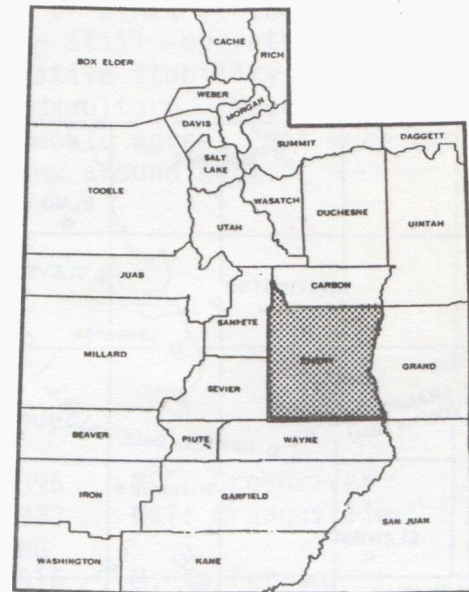 CACHE
RICH
BOX ELDER
WEBER
MORGAN
DAVIS
SUMMIT
DAGGETT
SALT
LAKE
TOOELE
WASATCH
DUCHESNE
UINTAH
UTAH
JUAB
CARBON
SANPETE
MILLARD
EMERY
GRAND
SEVIER
BEAVER
PIUTE
WAYNE
IRON
GARFIELD
SAN JUAN
WASHINGTON
KANE